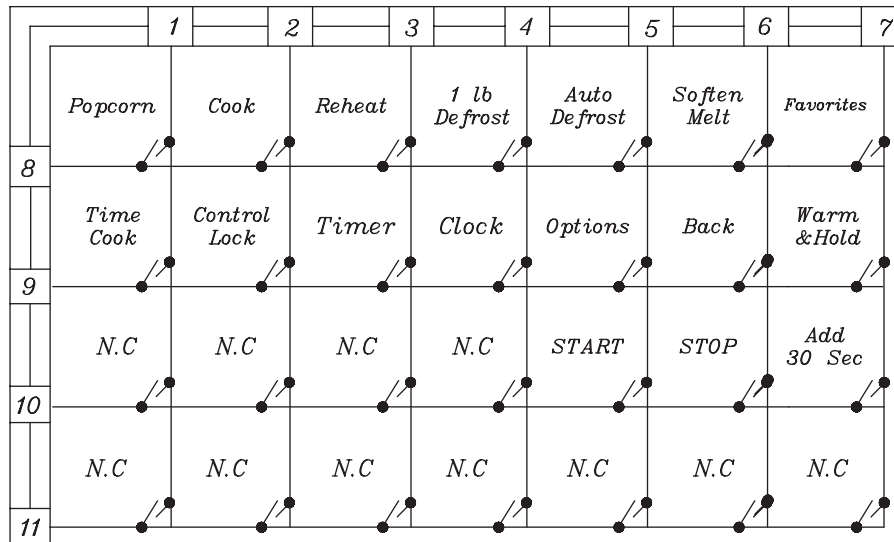 1 2 3 4 5 6 7
Popcorn Cook Reheat 1 lb Defrost Auto Defrost Soften Melt Favorites
8
Time Cook Control Lock Timer Clock Options Back Warm &Hold
9
N.C N.C N.C N.C START STOP Add 30 Sec
10
N.C N.C N.C N.C N.C N.C N.C
11